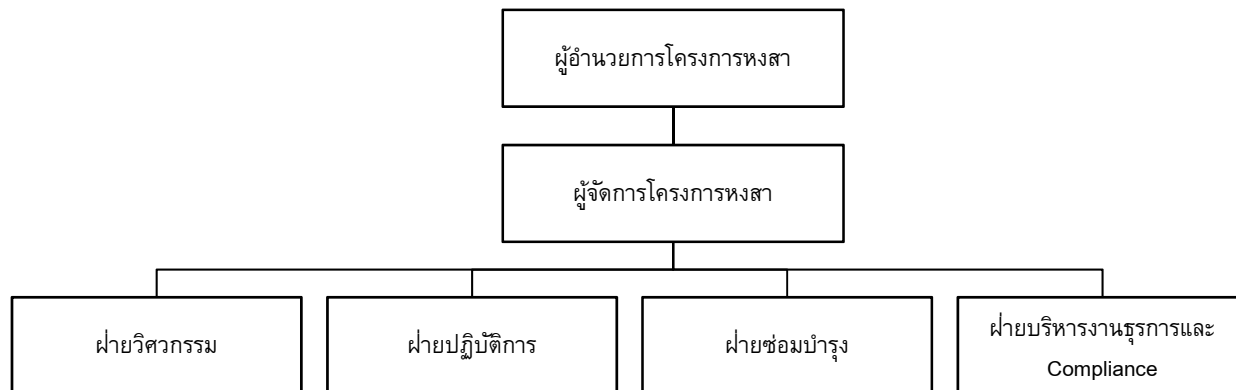 ผู้อำนวยการโครงการหงสา
ผู้จัดการโครงการหงสา
ฝ่ายวิศวกรรม
ฝ่ายปฏิบัติการ
ฝ่ายซ่อมบำรุง
ฝ่ายบริหารงานธุรการและ
Compliance